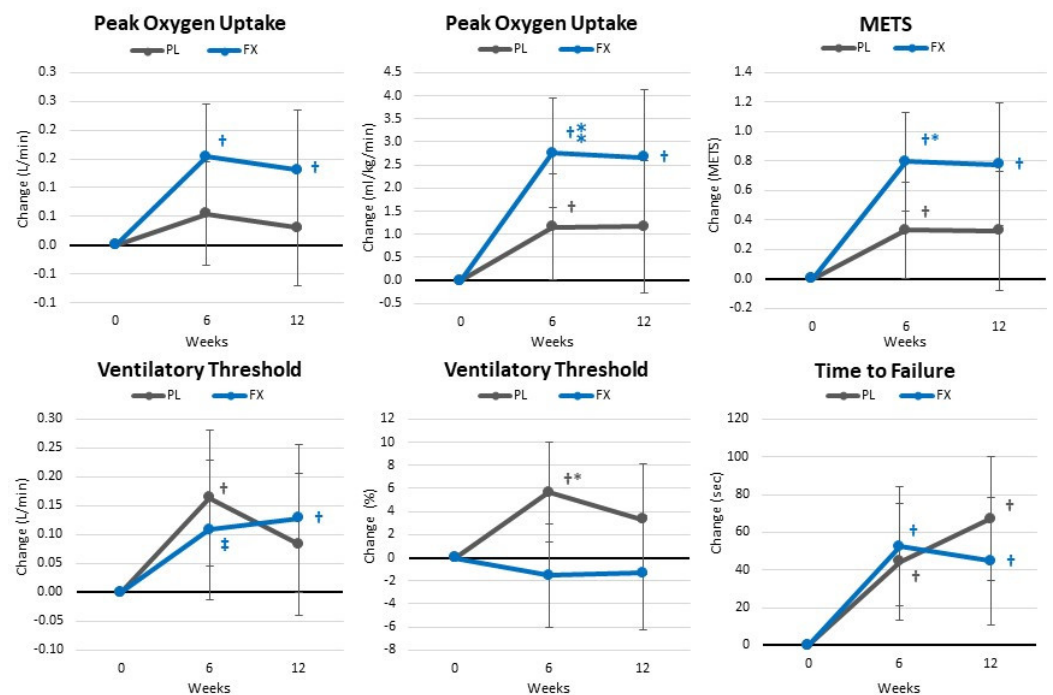 Peak Oxygen Uptake
PL FX
Change (L/min)
0.3
0.3
0.2
0.2
0.1
0.1
0.0
-0.1
-0.1
†
†
0 6 12
Weeks
Peak Oxygen Uptake
PL FX
Change (ml/kg/min)
4.5
4.0
3.5
3.0
2.5
2.0
1.5
1.0
0.5
0.0
-0.5
†**
†
†
0 6 12
Weeks
METS
PL FX
Change (METS)
1.4
1.2
1.0
0.8
0.6
0.4
0.2
0.0
-0.2
†*
†
†
0 6 12
Weeks
Ventilatory Threshold
PL FX
Change (L/min)
0.30
0.25
0.20
0.15
0.10
0.05
0.00
-0.05
-0.10
†
†
‡
0 6 12
Weeks
Ventilatory Threshold
PL FX
Change (%)
12
10
8
6
4
2
0
-2
-4
-6
-8
†*
0 6 12
Weeks
Time to Failure
PL FX
Change (sec)
120
100
80
60
40
20
0
†
†
†
†
0 6 12
Weeks